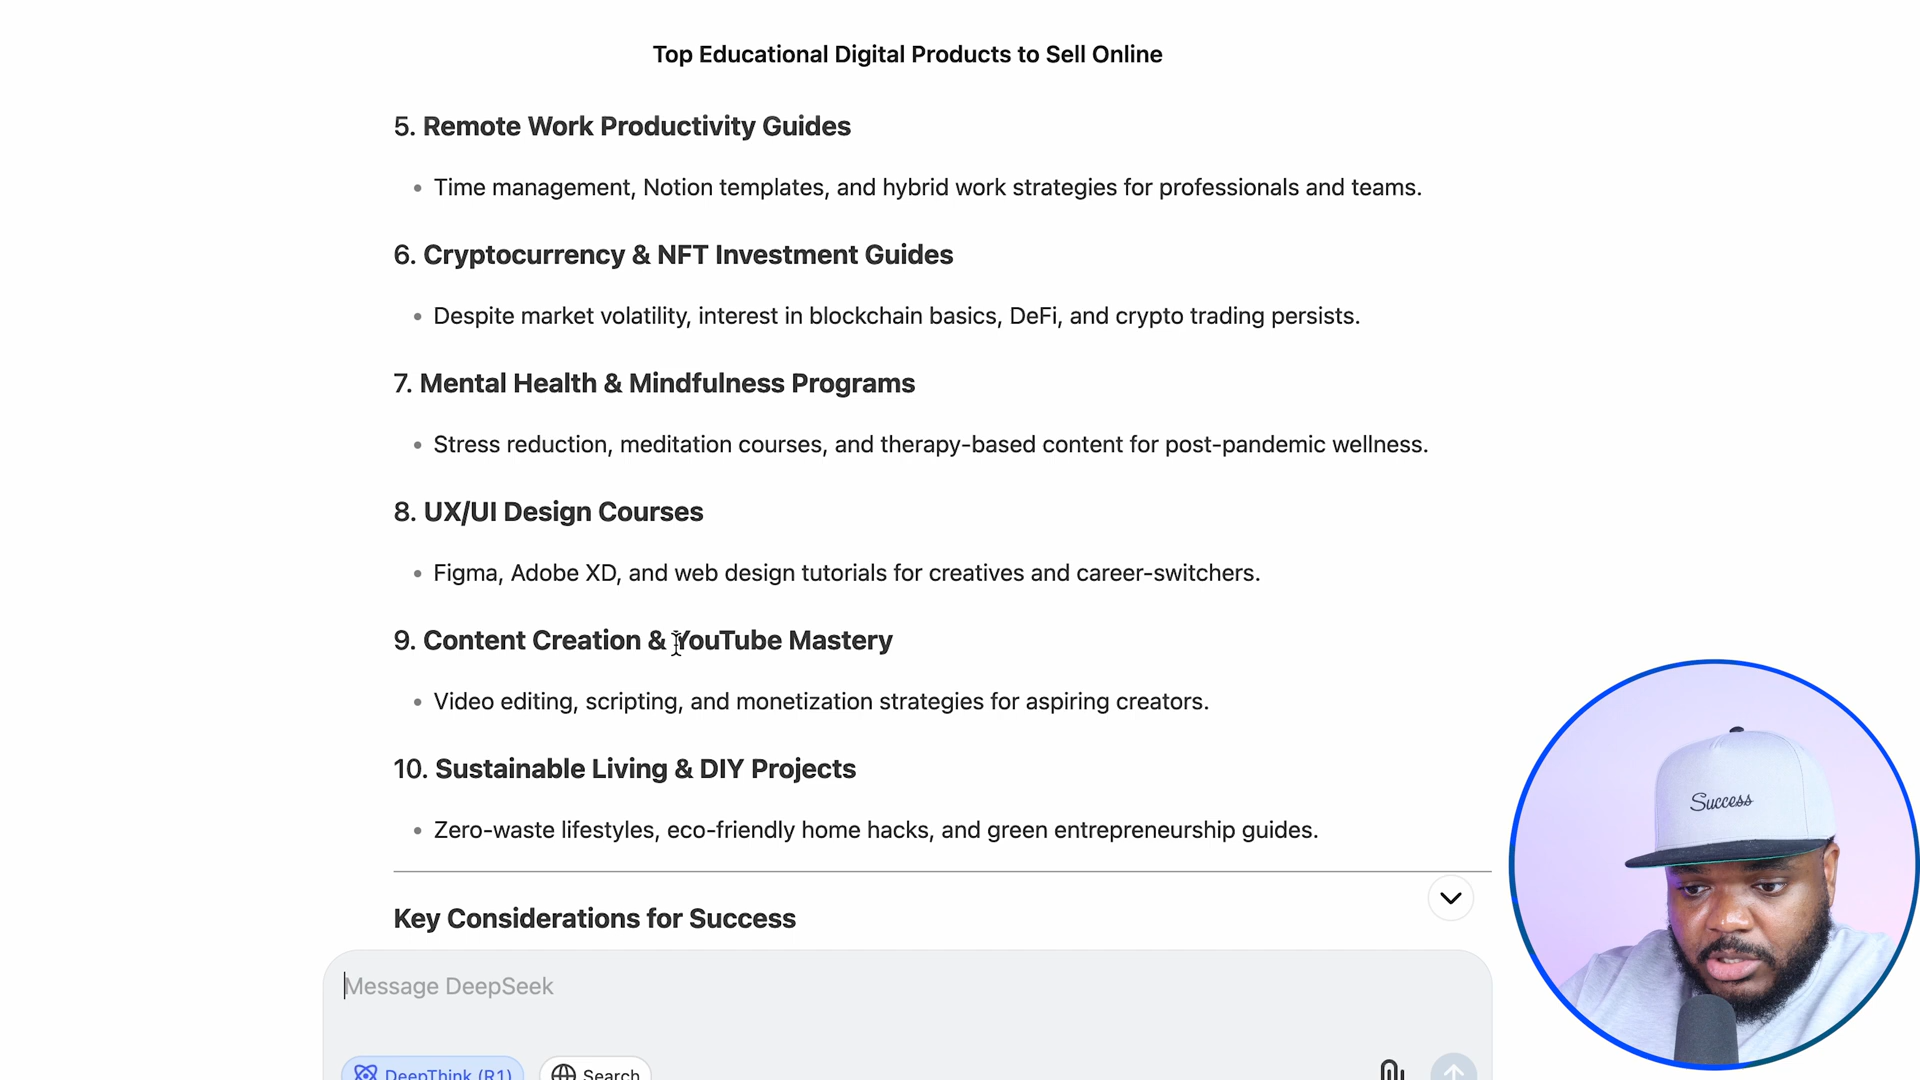 Top Educational Digital Products to Sell Online
5. Remote Work Productivity Guides
• Time management, Notion templates, and hybrid work strategies for professionals and teams.
6. Cryptocurrency & NFT Investment Guides
• Despite market volatility, interest in blockchain basics, DeFi, and crypto trading persists.
7. Mental Health & Mindfulness Programs
• Stress reduction, meditation courses, and therapy-based content for post-pandemic wellness.
8. UX/UI Design Courses
• Figma, Adobe XD, and web design tutorials for creatives and career-switchers.
9. Content Creation & YouTube Mastery
• Video editing, scripting, and monetization strategies for aspiring creators.
10. Sustainable Living & DIY Projects
• Zero-waste lifestyles, eco-friendly home hacks, and green entrepreneurship guides.
Key Considerations for Success
Message DeepSeek
DeepThink (R1) Search
Success